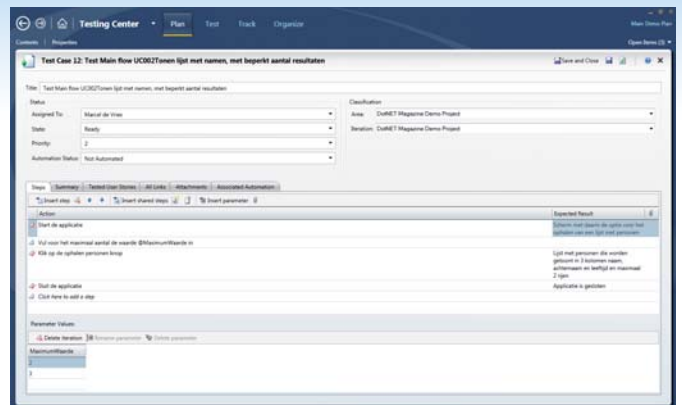 Testing Center Plan Test Track Organize
Main Demo Plan
Contents Properties
Open Items (3)
Test Case 12: Test Main flow UC002Tonen lijst met namen, met beperkt aantal resultaten
Save and Close
Title: Test Main flow UC002Tonen lijst met namen, met beperkt aantal resultaten
Status
Classification
Assigned To: Marcel de Vries
Area: DotNET Magazine Demo Project
State: Ready
Iteration: DotNET Magazine Demo Project
Priority: 2
Automation Status: Not Automated
Steps Summary Tested User Stories All Links Attachments Associated Automation
Insert step Insert shared steps Insert parameter
Action
Expected Result
Start de applicatie
Scherm met daarin de optie voor het
ophalen van een lijst met personen
Vul voor het maximaal aantal de waarde @MaximumWaarde in
Klik op de ophalen personen knop
Lijst met personen die worden
getoont in 3 kolomen naam,
achternaam en leeftijd en maximaal
2 rijen
Sluit de applicatie
Applicatie is gesloten
Click here to add a step
Parameter Values
Delete iteration Rename parameter Delete parameter
MaximumWaarde
2
3